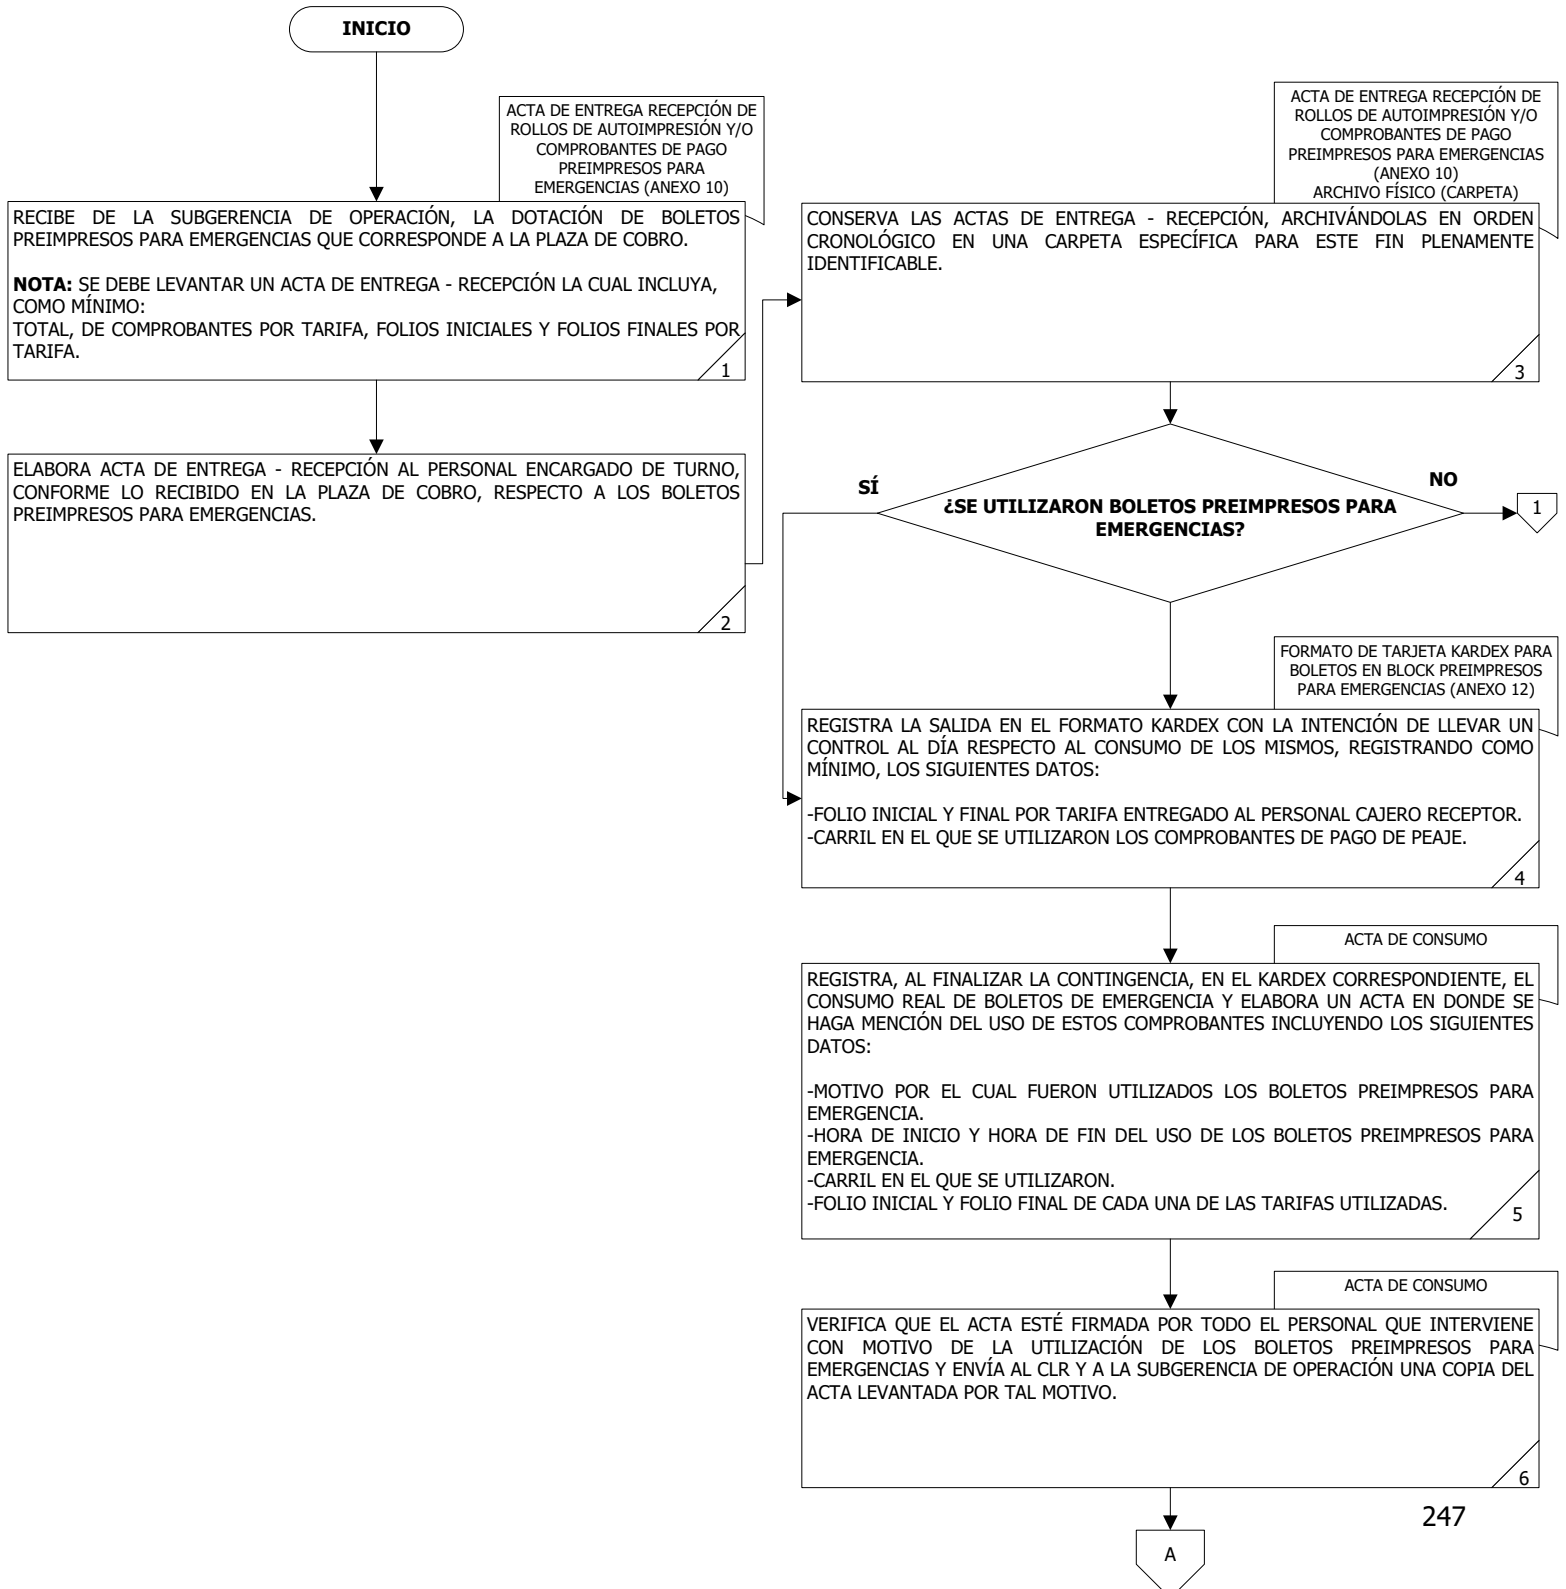 INICIO
ACTA DE ENTREGA RECEPCIÓN DE
ROLLOS DE AUTOIMPRESIÓN Y/O
COMPROBANTES DE PAGO
PREIMPRESOS PARA
EMERGENCIAS (ANEXO 10)
RECIBE DE LA SUBGERENCIA DE OPERACIÓN, LA DOTACIÓN DE BOLETOS
PREIMPRESOS PARA EMERGENCIAS QUE CORRESPONDE A LA PLAZA DE COBRO.
NOTA: SE DEBE LEVANTAR UN ACTA DE ENTREGA - RECEPCIÓN LA CUAL INCLUYA,
COMO MÍNIMO:
TOTAL, DE COMPROBANTES POR TARIFA, FOLIOS INICIALES Y FOLIOS FINALES POR
TARIFA.
1
ELABORA ACTA DE ENTREGA - RECEPCIÓN AL PERSONAL ENCARGADO DE TURNO,
CONFORME LO RECIBIDO EN LA PLAZA DE COBRO, RESPECTO A LOS BOLETOS
PREIMPRESOS PARA EMERGENCIAS.
2
ACTA DE ENTREGA RECEPCIÓN DE
ROLLOS DE AUTOIMPRESIÓN Y/O
COMPROBANTES DE PAGO
PREIMPRESOS PARA EMERGENCIAS
(ANEXO 10)
ARCHIVO FÍSICO (CARPETA)
CONSERVA LAS ACTAS DE ENTREGA - RECEPCIÓN, ARCHIVÁNDOLAS EN ORDEN
CRONOLÓGICO EN UNA CARPETA ESPECÍFICA PARA ESTE FIN PLENAMENTE
IDENTIFICABLE.
3
SÍ
NO
¿SE UTILIZARON BOLETOS PREIMPRESOS PARA
EMERGENCIAS?
1
FORMATO DE TARJETA KARDEX PARA
BOLETOS EN BLOCK PREIMPRESOS
PARA EMERGENCIAS (ANEXO 12)
REGISTRA LA SALIDA EN EL FORMATO KARDEX CON LA INTENCIÓN DE LLEVAR UN
CONTROL AL DÍA RESPECTO AL CONSUMO DE LOS MISMOS, REGISTRANDO COMO
MÍNIMO, LOS SIGUIENTES DATOS:
-FOLIO INICIAL Y FINAL POR TARIFA ENTREGADO AL PERSONAL CAJERO RECEPTOR.
-CARRIL EN EL QUE SE UTILIZARON LOS COMPROBANTES DE PAGO DE PEAJE.
4
ACTA DE CONSUMO
REGISTRA, AL FINALIZAR LA CONTINGENCIA, EN EL KARDEX CORRESPONDIENTE, EL
CONSUMO REAL DE BOLETOS DE EMERGENCIA Y ELABORA UN ACTA EN DONDE SE
HAGA MENCIÓN DEL USO DE ESTOS COMPROBANTES INCLUYENDO LOS SIGUIENTES
DATOS:
-MOTIVO POR EL CUAL FUERON UTILIZADOS LOS BOLETOS PREIMPRESOS PARA
EMERGENCIA.
-HORA DE INICIO Y HORA DE FIN DEL USO DE LOS BOLETOS PREIMPRESOS PARA
EMERGENCIA.
-CARRIL EN EL QUE SE UTILIZARON.
-FOLIO INICIAL Y FOLIO FINAL DE CADA UNA DE LAS TARIFAS UTILIZADAS.
5
ACTA DE CONSUMO
VERIFICA QUE EL ACTA ESTÉ FIRMADA POR TODO EL PERSONAL QUE INTERVIENE
CON MOTIVO DE LA UTILIZACIÓN DE LOS BOLETOS PREIMPRESOS PARA
EMERGENCIAS Y ENVÍA AL CLR Y A LA SUBGERENCIA DE OPERACIÓN UNA COPIA DEL
ACTA LEVANTADA POR TAL MOTIVO.
6
247
A